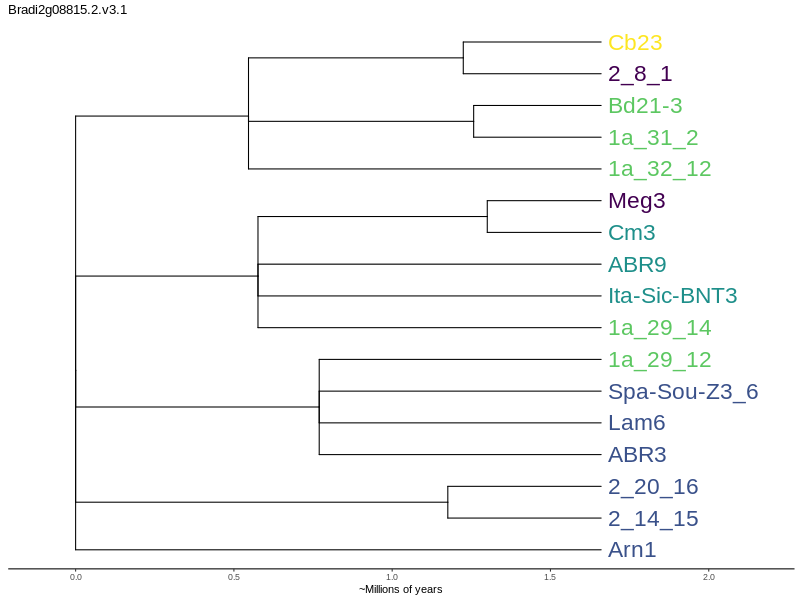 Bradi2g08815.2.v3.1
Cb23
2_8_1
Bd21-3
1a_31_2
1a_32_12
Meg3
Cm3
ABR9
Ita-Sic-BNT3
1a_29_14
1a_29_12
Spa-Sou-Z3_6
Lam6
ABR3
2_20_16
2_14_15
Arn1
0.0 0.5 1.0 1.5 2.0
~Millions of years